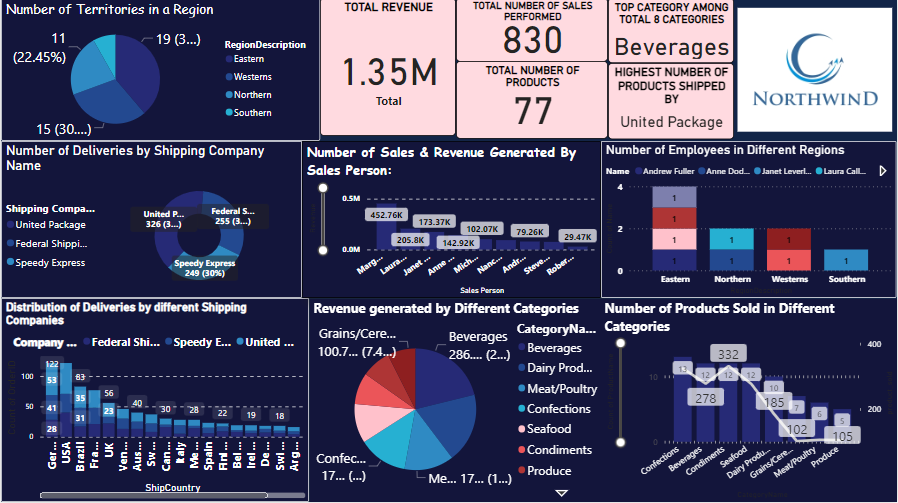 Number of Territories in a Region
11
(22.45%)
19 (3...)
15 (30....)
RegionDescription
Eastern
Westerns
Northern
Southern
TOTAL REVENUE
1.35M
Total
TOTAL NUMBER OF SALES
PERFORMED
830
TOTAL NUMBER OF
PRODUCTS
77
TOP CATEGORY AMONG
TOTAL 8 CATEGORIES
Beverages
HIGHEST NUMBER OF
PRODUCTS SHIPPED
BY
United Package
NORTHWIND
Number of Deliveries by Shipping Company
Name
Shipping Compa...
United Package
Federal Shippi...
Speedy Express
United P...
326 (3...)
Federal S...
255 (3...)
Speedy Express
249 (30%)
Number of Sales & Revenue Generated By
Sales Person:
0.5M
0.0M
452.76K
205.8K
173.37K
142.92K
102.07K
79.26K
29.47K
Marg...
Laura...
Janet ...
Anne ...
Mich...
Nanc...
Andr...
Steve...
Rober...
Sales Person
Number of Employees in Different Regions
Name
Andrew Fuller
Anne Dod...
Janet Leverl...
Laura Call...
4
2
0
1
1
1
1
1
1
1
1
1
Eastern
Northern
Westerns
Southern
Distribution of Deliveries by different Shipping
Companies
Company ...
Federal Shi...
Speedy E...
United ...
100
50
0
122
53
41
28
83
35
31
56
23
40
30
28
22
19
18
Ger...
USA
Brazil
Fra...
UK
Ven...
Aus...
Sw...
Can...
Italy
Me...
Spain
Finl...
Bel...
Irel...
De...
Swi...
Arg...
ShipCountry
Revenue generated by Different Categories
Grains/Cere...
100.7... (7.4...)
Beverages
286.... (2...)
Confec...
17... (...)
Me... 17... (1...)
CategoryNa...
Beverages
Dairy Prod...
Meat/Poultry
Confections
Seafood
Condiments
Produce
Number of Products Sold in Different
Categories
10
0
400
200
13
12
12
12
10
7
6
5
278
332
185
102
105
Confections
Beverages
Condiments
Seafood
Dairy Produ...
Grains/Cere...
Meat/Poultry
Produce